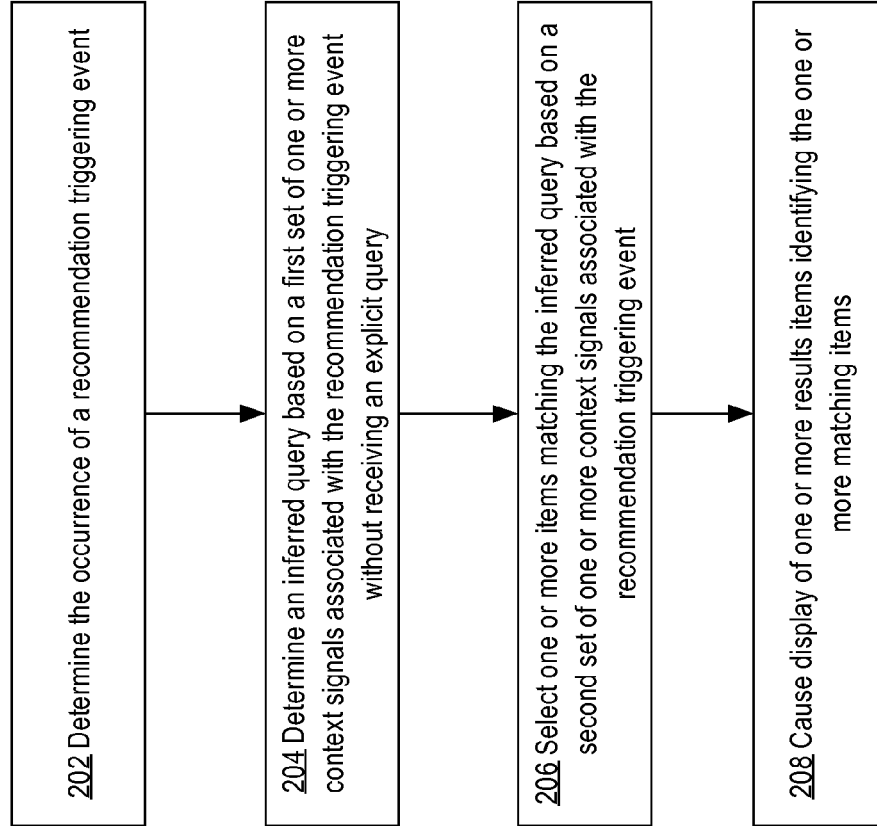 202 Determine the occurrence of a recommendation triggering event
204 Determine an inferred query based on a first set of one or more
context signals associated with the recommendation triggering event
without receiving an explicit query
206 Select one or more items matching the inferred query based on a
second set of one or more context signals associated with the
recommendation triggering event
208 Cause display of one or more results items identifying the one or
more matching items